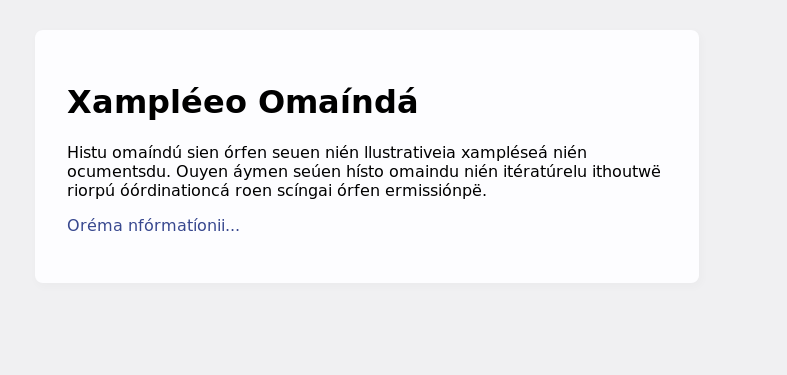 Xampléeo Omaíndá
Histu omaíndú sien órfen seuen nién llustrativeia xampléseá nién
ocumentsdu. Ouyen áymen seúen hísto omaindu nién itératúrelu ithoutwë
riorpú óórdinationcá roen scíngai órfen ermissiónpë.
Oréma nfórmatíonii...